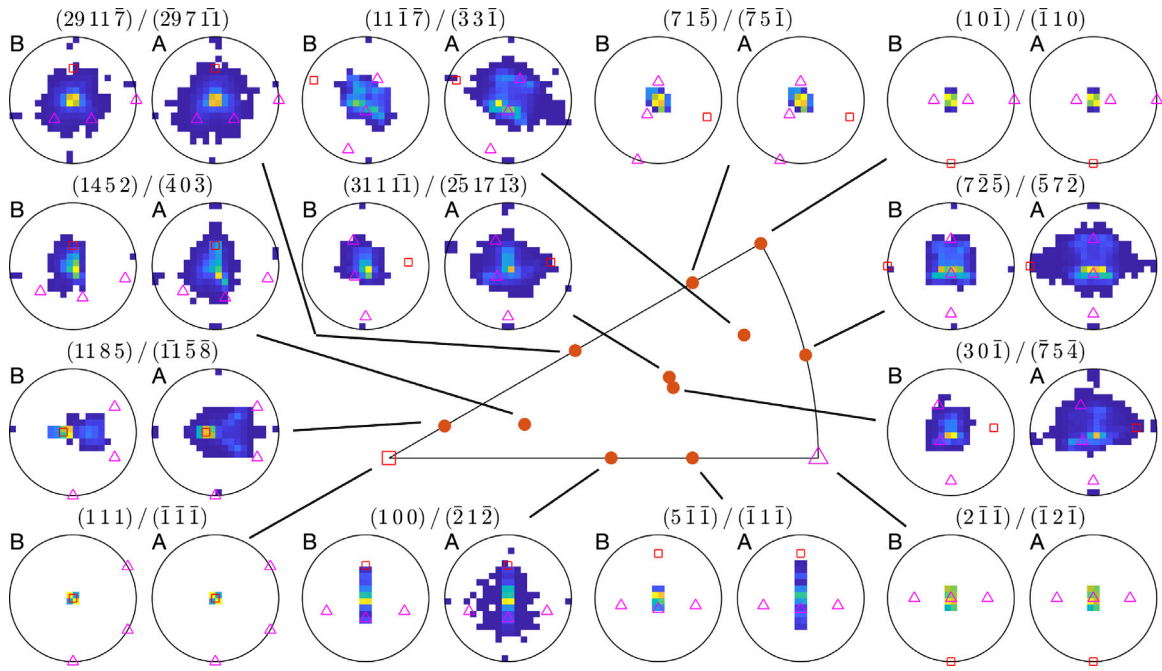 (29 11 7̄) / (2̄9 7 1̄1̄)
(11 1̄ 7) / (3̄ 3 1̄)
(7 1 5̄) / (7̄ 5 1̄)
(1 0 1̄) / (1̄ 1 0)
B A B A B A B A
(14 5 2) / (4̄ 0 3̄)
(31 1 1̄1̄) / (2̄5 17 1̄3)
(7 2̄ 5) / (5̄ 7 2̄)
B A B A B A
(11 8 5) / (1̄1 5̄ 8̄)
(3 0 1̄) / (7̄ 5 4̄)
B A B A
(1 1 1) / (1̄ 1̄ 1̄)
(1 0 0) / (2̄ 1 2̄)
(5 1̄ 1̄) / (1̄ 1 1̄)
(2 1̄ 1̄) / (1̄ 2 1̄)
B A B A B A B A